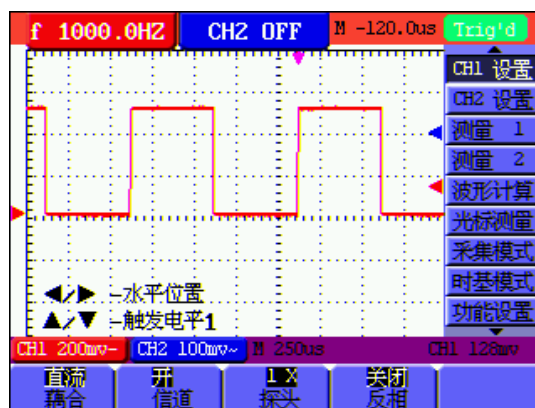 f 1000.0HZ CH2 OFF M -120.0us Trig'd
CH1 设置
CH2 设置
测量 1
测量 2
波形计算
光标测量
采集模式
时基模式
功能设置
◀/▶ -水平位置
▲/▼ -触发电平1
CH1 200mv- CH2 100mv~ M 250us CH1 128mv
直流 开 1 X 关闭
藕合 信道 探头 反相